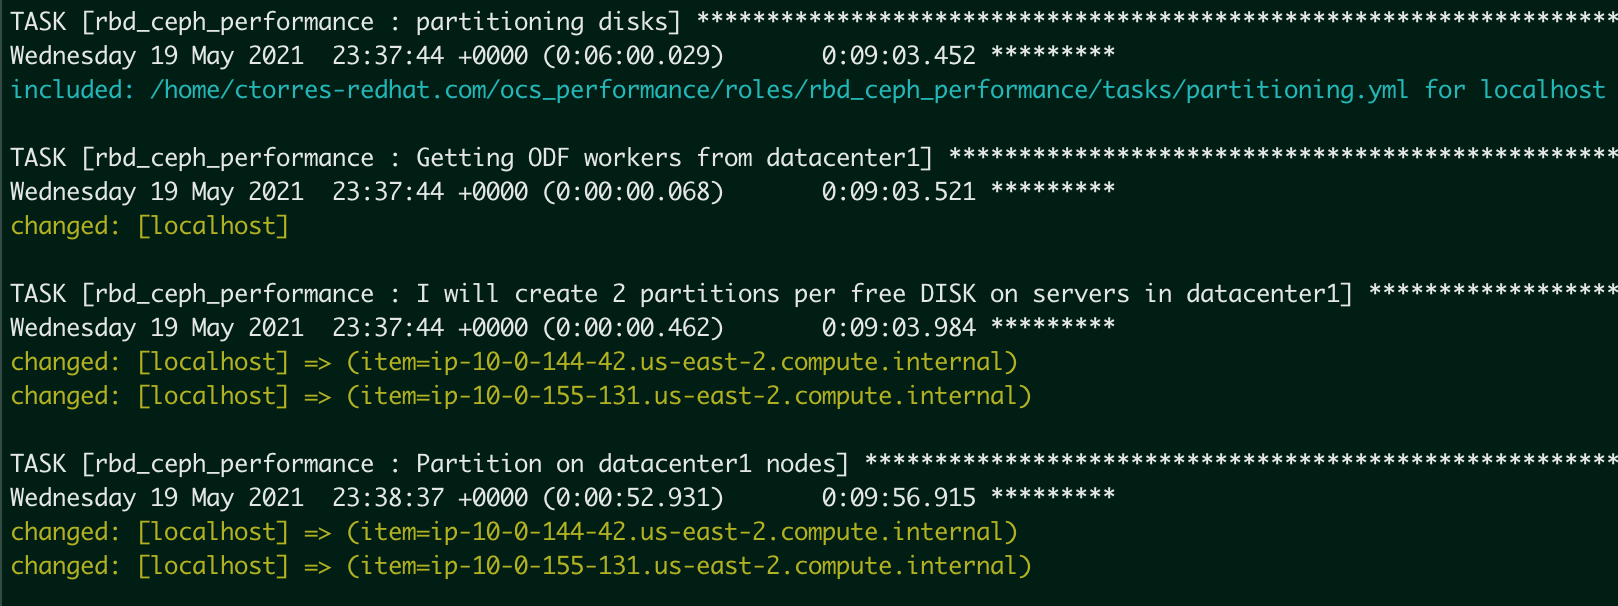 TASK [rbd_ceph_performance : partitioning disks] ******************************************************************
Wednesday 19 May 2021  23:37:44 +0000 (0:06:00.029)       0:09:03.452 *********
included: /home/ctorres-redhat.com/ocs_performance/roles/rbd_ceph_performance/tasks/partitioning.yml for localhost
TASK [rbd_ceph_performance : Getting ODF workers from datacenter1] ************************************************
Wednesday 19 May 2021  23:37:44 +0000 (0:00:00.068)       0:09:03.521 *********
changed: [localhost]
TASK [rbd_ceph_performance : I will create 2 partitions per free DISK on servers in datacenter1] ******************
Wednesday 19 May 2021  23:37:44 +0000 (0:00:00.462)       0:09:03.984 *********
changed: [localhost] => (item=ip-10-0-144-42.us-east-2.compute.internal)
changed: [localhost] => (item=ip-10-0-155-131.us-east-2.compute.internal)
TASK [rbd_ceph_performance : Partition on datacenter1 nodes] ******************************************************
Wednesday 19 May 2021  23:38:37 +0000 (0:00:52.931)       0:09:56.915 *********
changed: [localhost] => (item=ip-10-0-144-42.us-east-2.compute.internal)
changed: [localhost] => (item=ip-10-0-155-131.us-east-2.compute.internal)